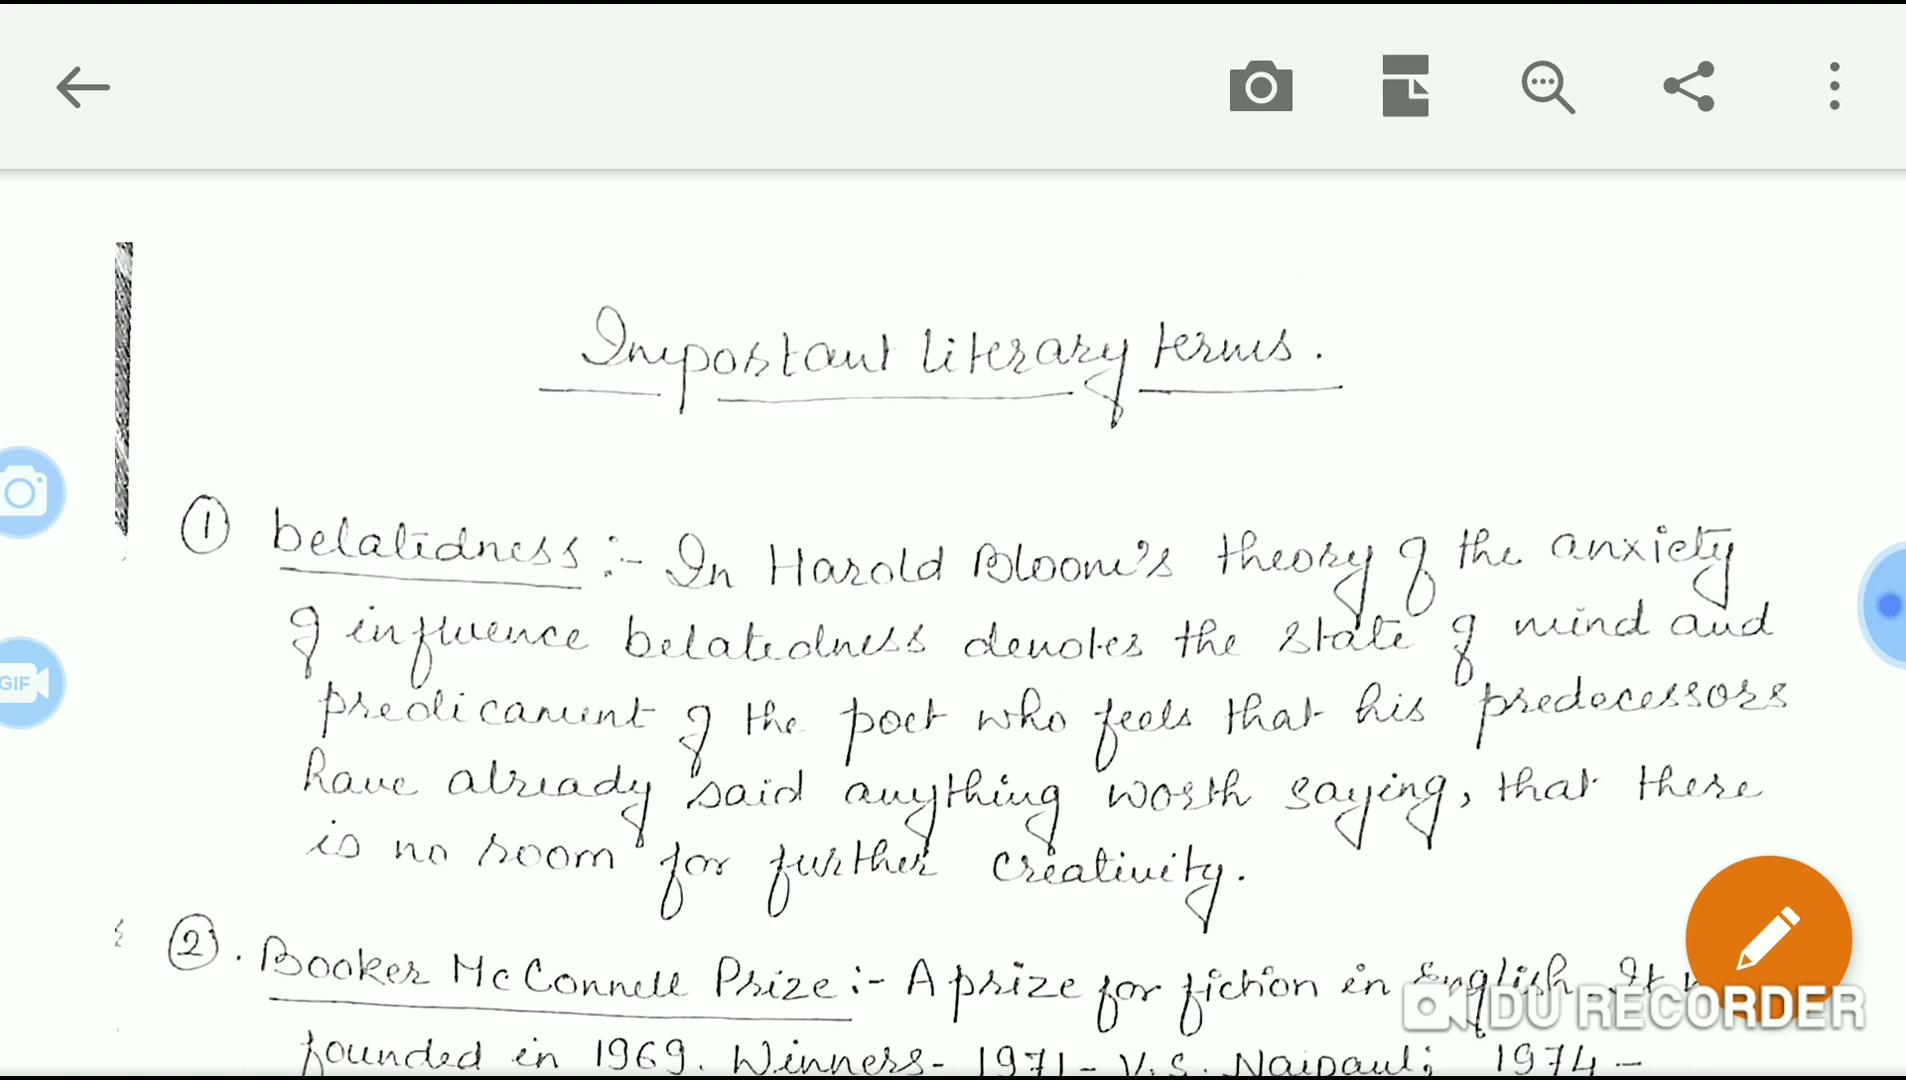 Important literary terms.
① belatedness :- In Harold Bloom's theory of the anxiety
of influence belatedness denotes the state of mind and
predicament of the poet who feels that his predecessors
have already said anything worth saying, that there
is no room for further creativity.
②. Booker McConnell Prize :- A prize for fiction in English. It
founded in 1969. Winners- 1971- V.S. Naipaul; 1974 -
GIF
DU RECORDER